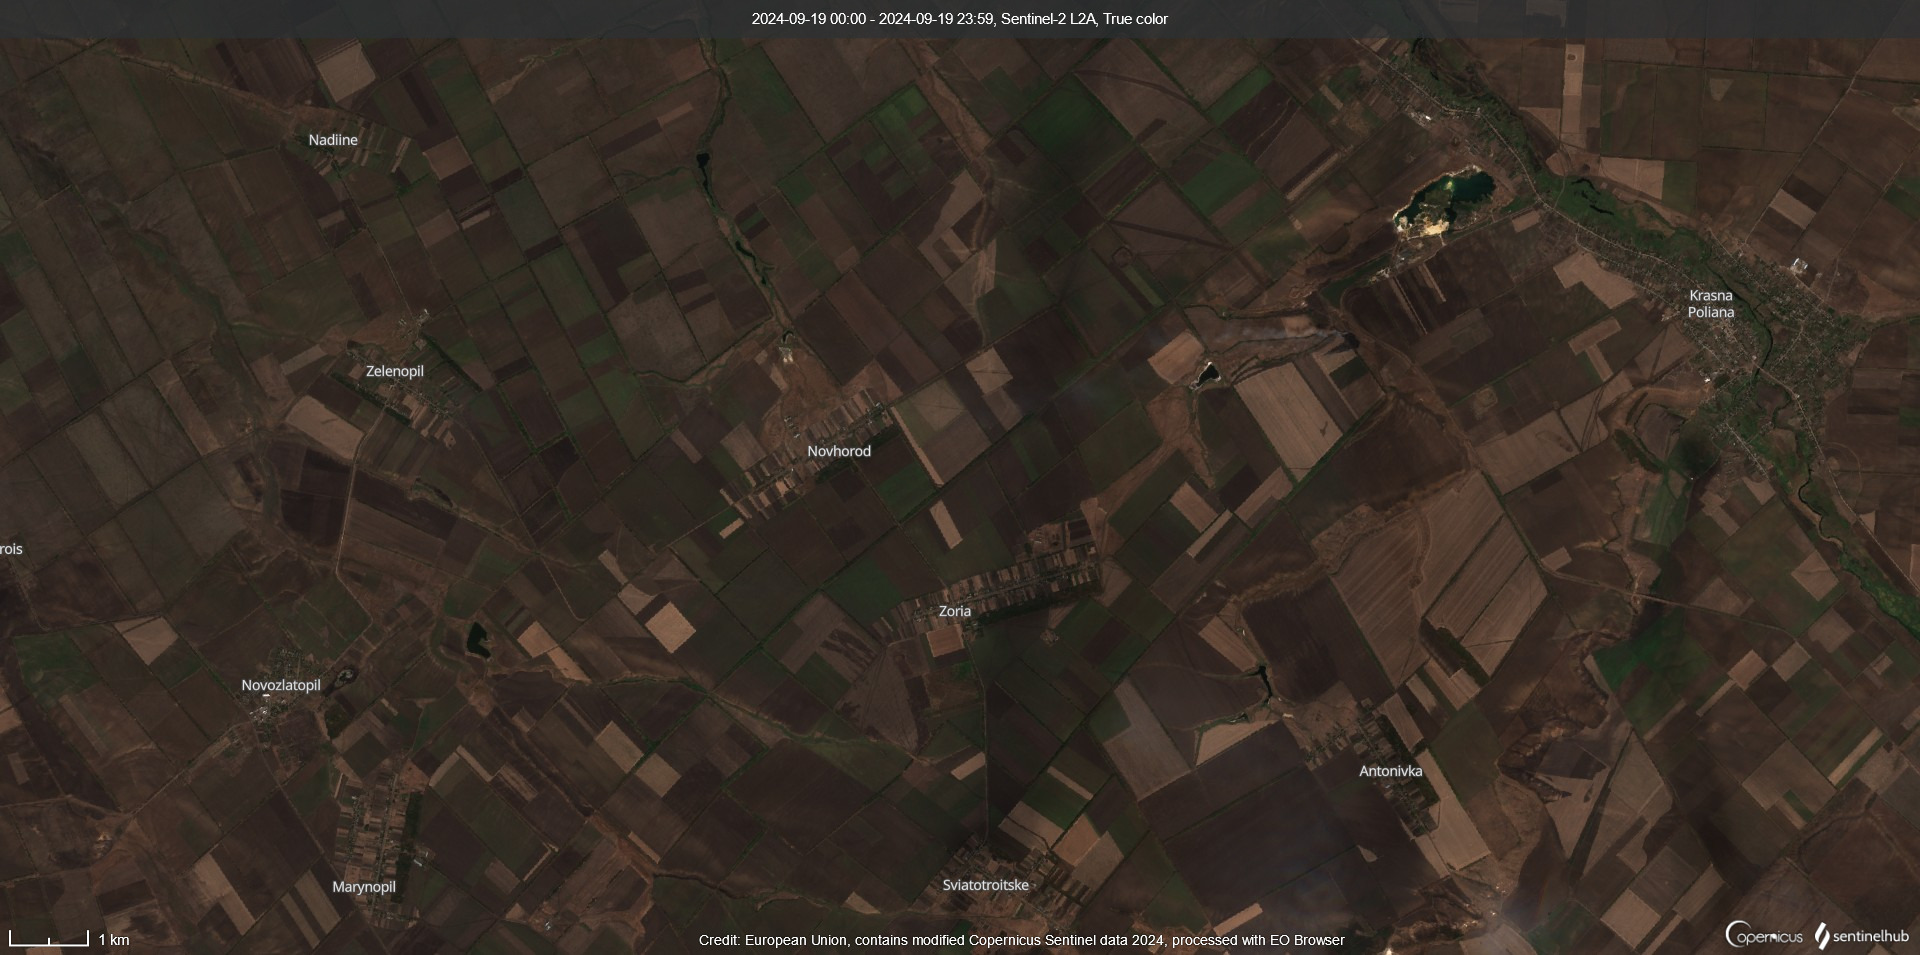 2024-09-19 00:00 - 2024-09-19 23:59, Sentinel-2 L2A, True color
Nadiine
Krasna
Poliana
Zelenopil
Novhorod
rois
Zoria
Novozlatopil
Antonivka
Marynopil
Sviatotroitske
1 km
Credit: European Union, contains modified Copernicus Sentinel data 2024, processed with EO Browser
Copernicus
sentinelhub